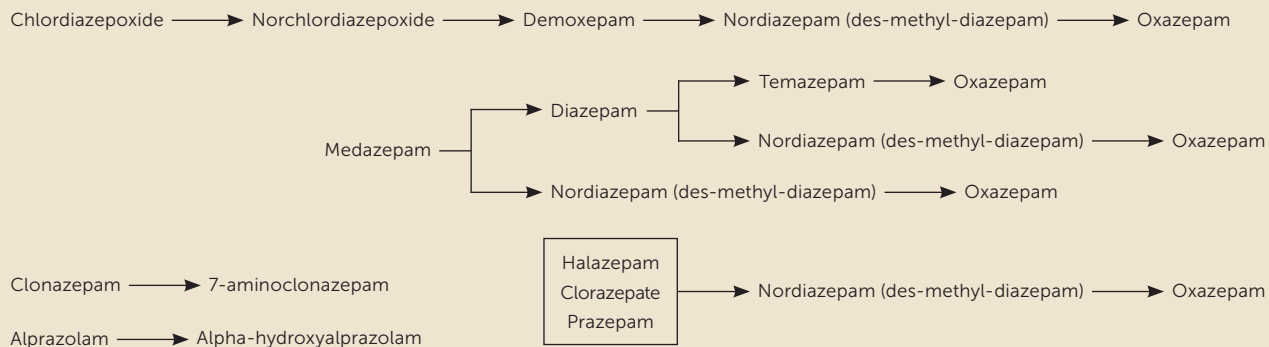 Chlordiazepoxide Norchlordiazepoxide Demoxepam Nordiazepam (des-methyl-diazepam) Oxazepam
Temazepam Oxazepam
Diazepam
Nordiazepam (des-methyl-diazepam) Oxazepam
Medazepam
Nordiazepam (des-methyl-diazepam) Oxazepam
Halazepam
Clorazepate
Prazepam
Nordiazepam (des-methyl-diazepam) Oxazepam
Clonazepam 7-aminoclonazepam
Alprazolam Alpha-hydroxyalprazolam